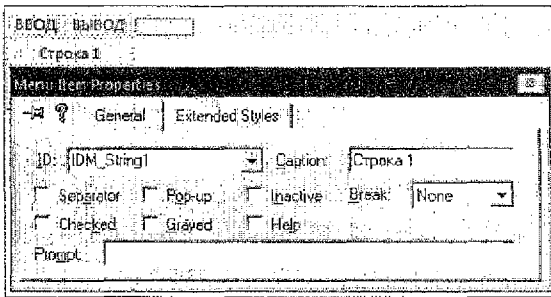 ВВОД ВЫВОД
Строка 1
Menu Item Properties
? General Extended Styles
ID: IDM_String1 Caption: Строка 1
Separator Pop-up Inactive Break: None
Checked Grayed Help
Prompt: